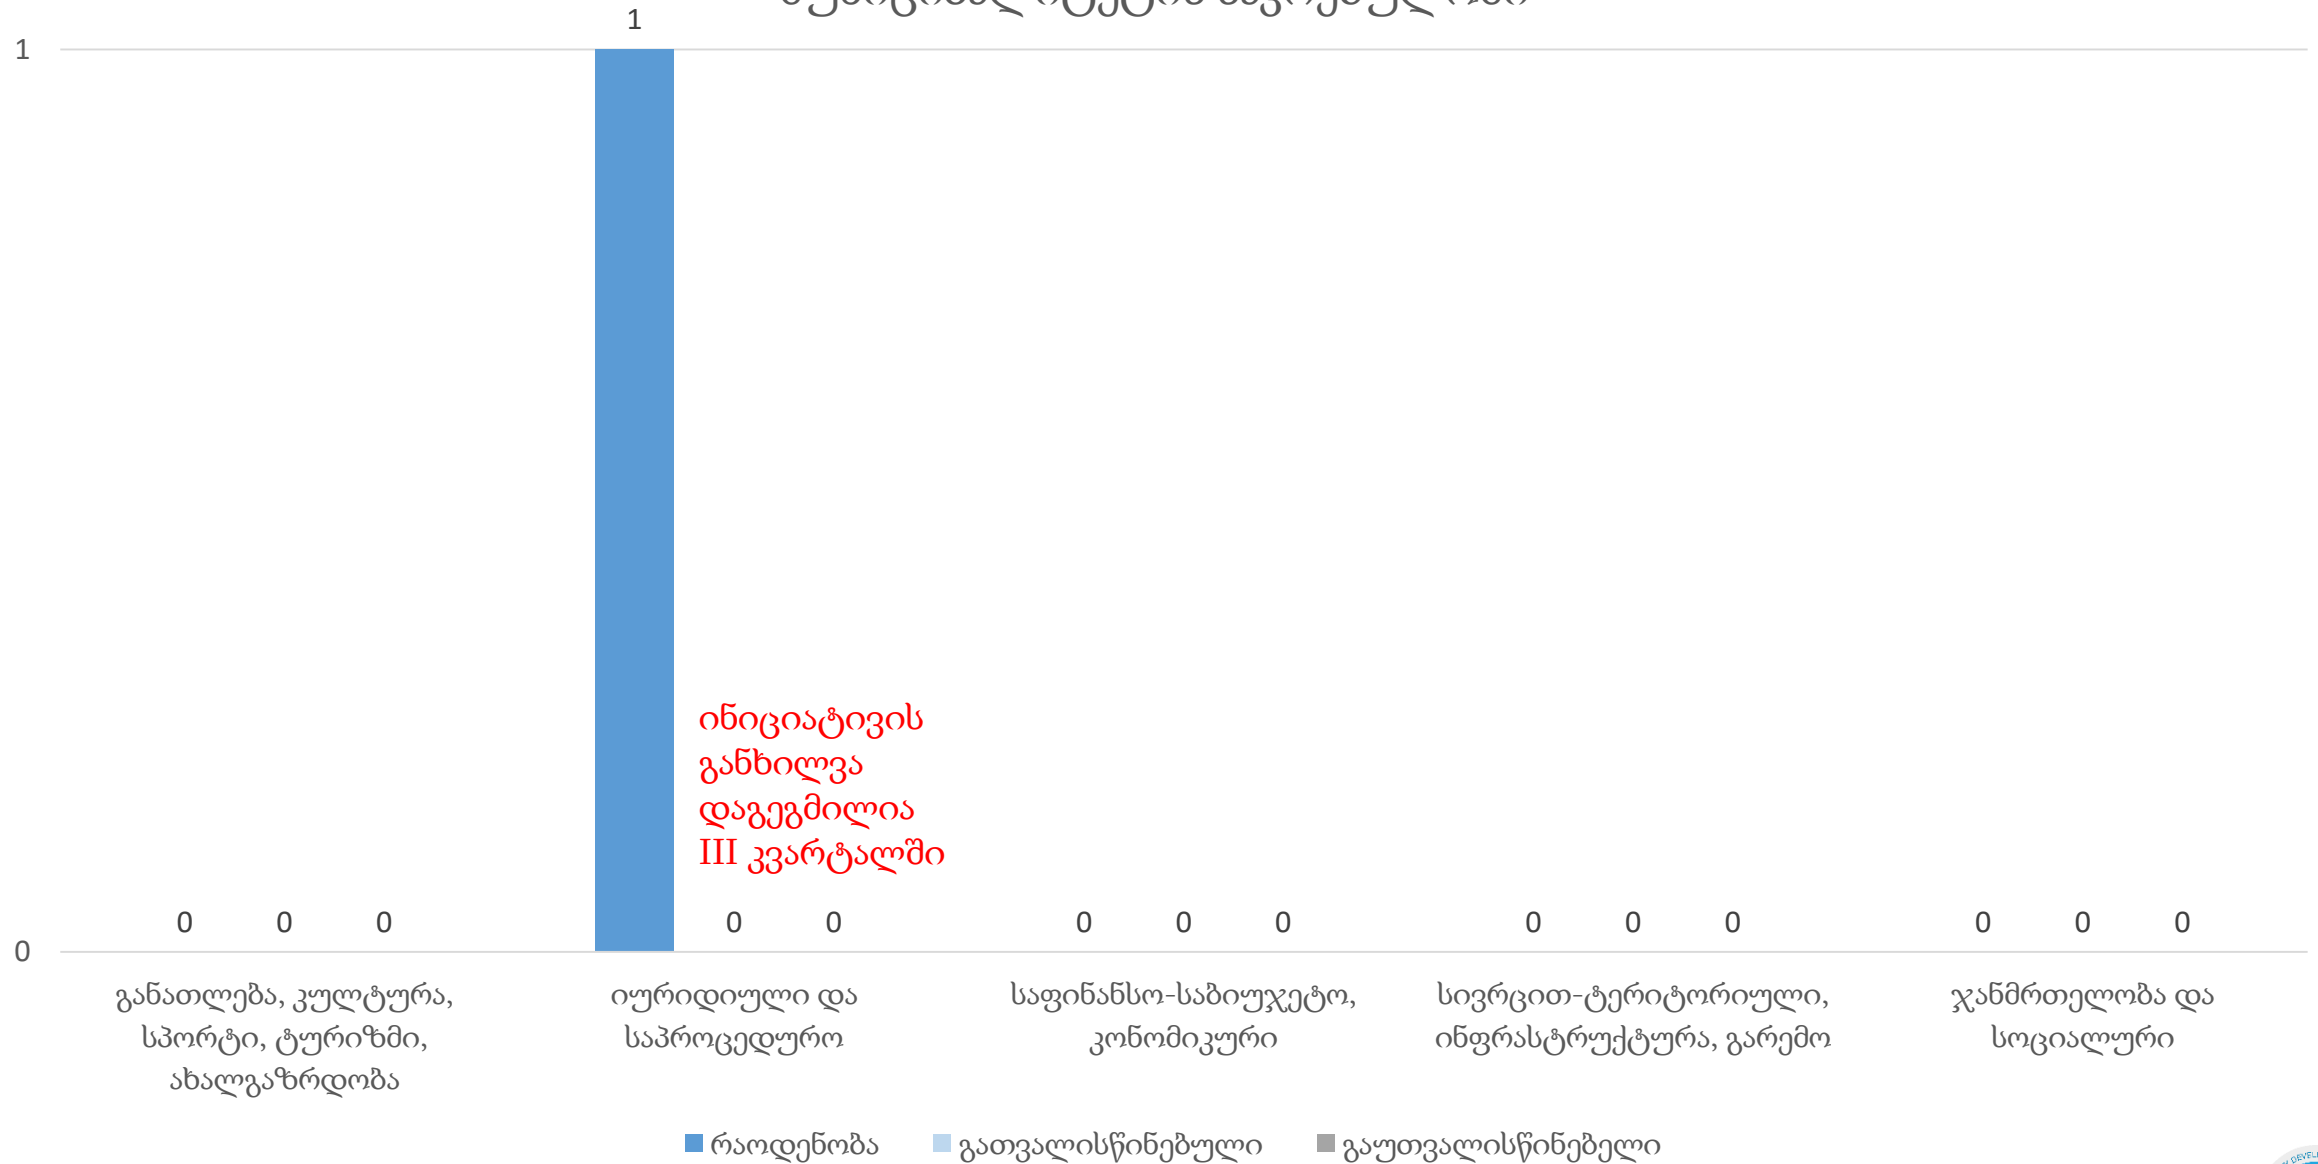 1
1
ინიციატივის
განხილვა
დაგეგმილია
III კვარტალში
0 0 0 0 0 0 0 0 0 0 0 0 0 0
0
განათლება, კულტურა,
სპორტი, ტურიზმი,
ახალგაზრდობა
იურიდიული და
საპროცედურო
საფინანსო-საბიუჯეტო,
კონომიკური
სივრცით-ტერიტორიული,
ინფრასტრუქტურა, გარემო
ჯანმრთელობა და
სოციალური
რაოდენობა გათვალისწინებული გაუთვალისწინებელი